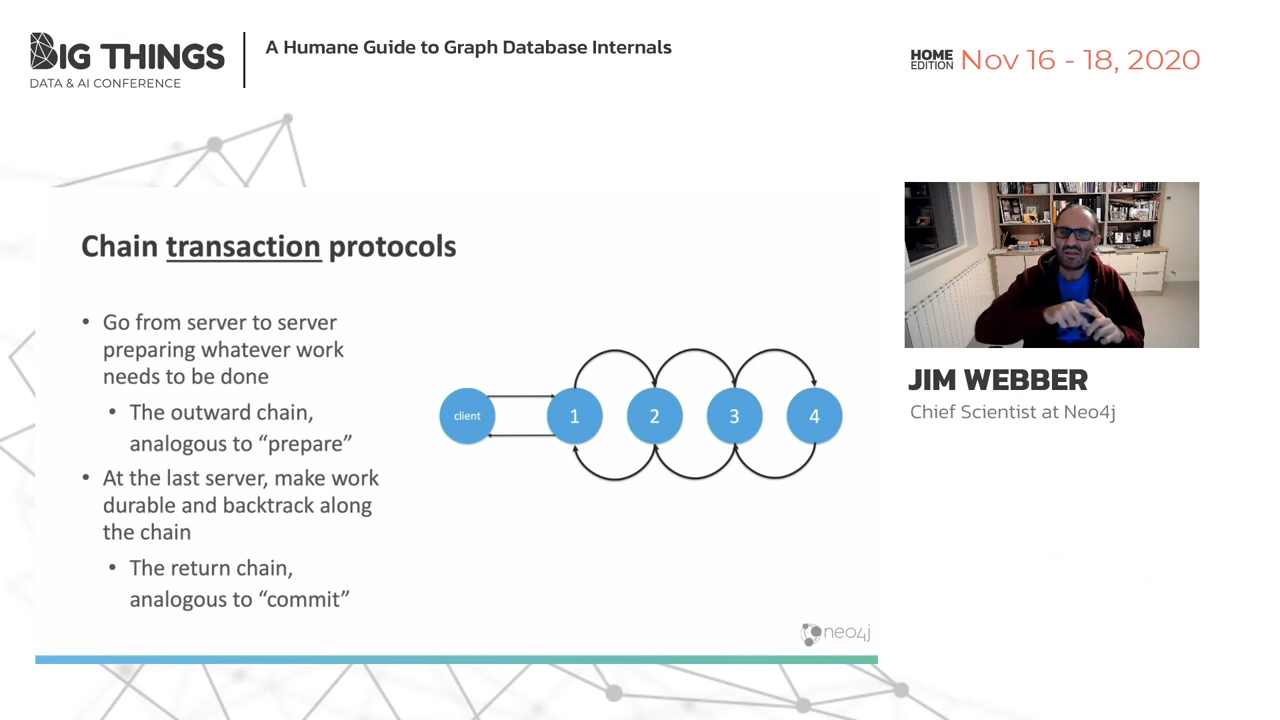 BIG THINGS
DATA & AI CONFERENCE
A Humane Guide to Graph Database Internals
HOME
EDITION
Nov 16 - 18, 2020
Chain transaction protocols
• Go from server to server
preparing whatever work
needs to be done
• The outward chain,
analogous to “prepare”
• At the last server, make work
durable and backtrack along
the chain
• The return chain,
analogous to “commit”
client
1
2
3
4
neo4j
JIM WEBBER
Chief Scientist at Neo4j